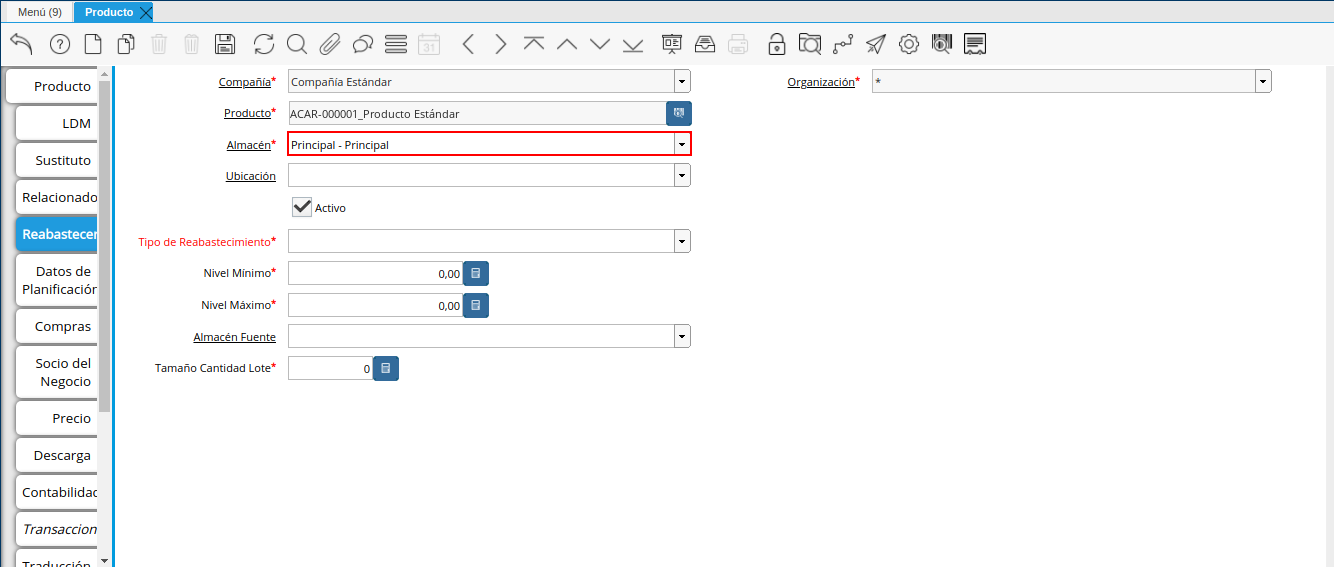 Menú (9)
Producto
31
Producto
LDM
Sustituto
Relacionado
Reabastecer
Datos de
Planificación
Compras
Socio del
Negocio
Precio
Descarga
Contabilidad
Transaccion
Traducción
Compañía* Compañía Estándar
Organización* *
Producto* ACAR-000001_Producto Estándar
Almacén* Principal - Principal
Ubicación
Activo
Tipo de Reabastecimiento*
Nivel Mínimo* 0,00
Nivel Máximo* 0,00
Almacén Fuente
Tamaño Cantidad Lote* 0